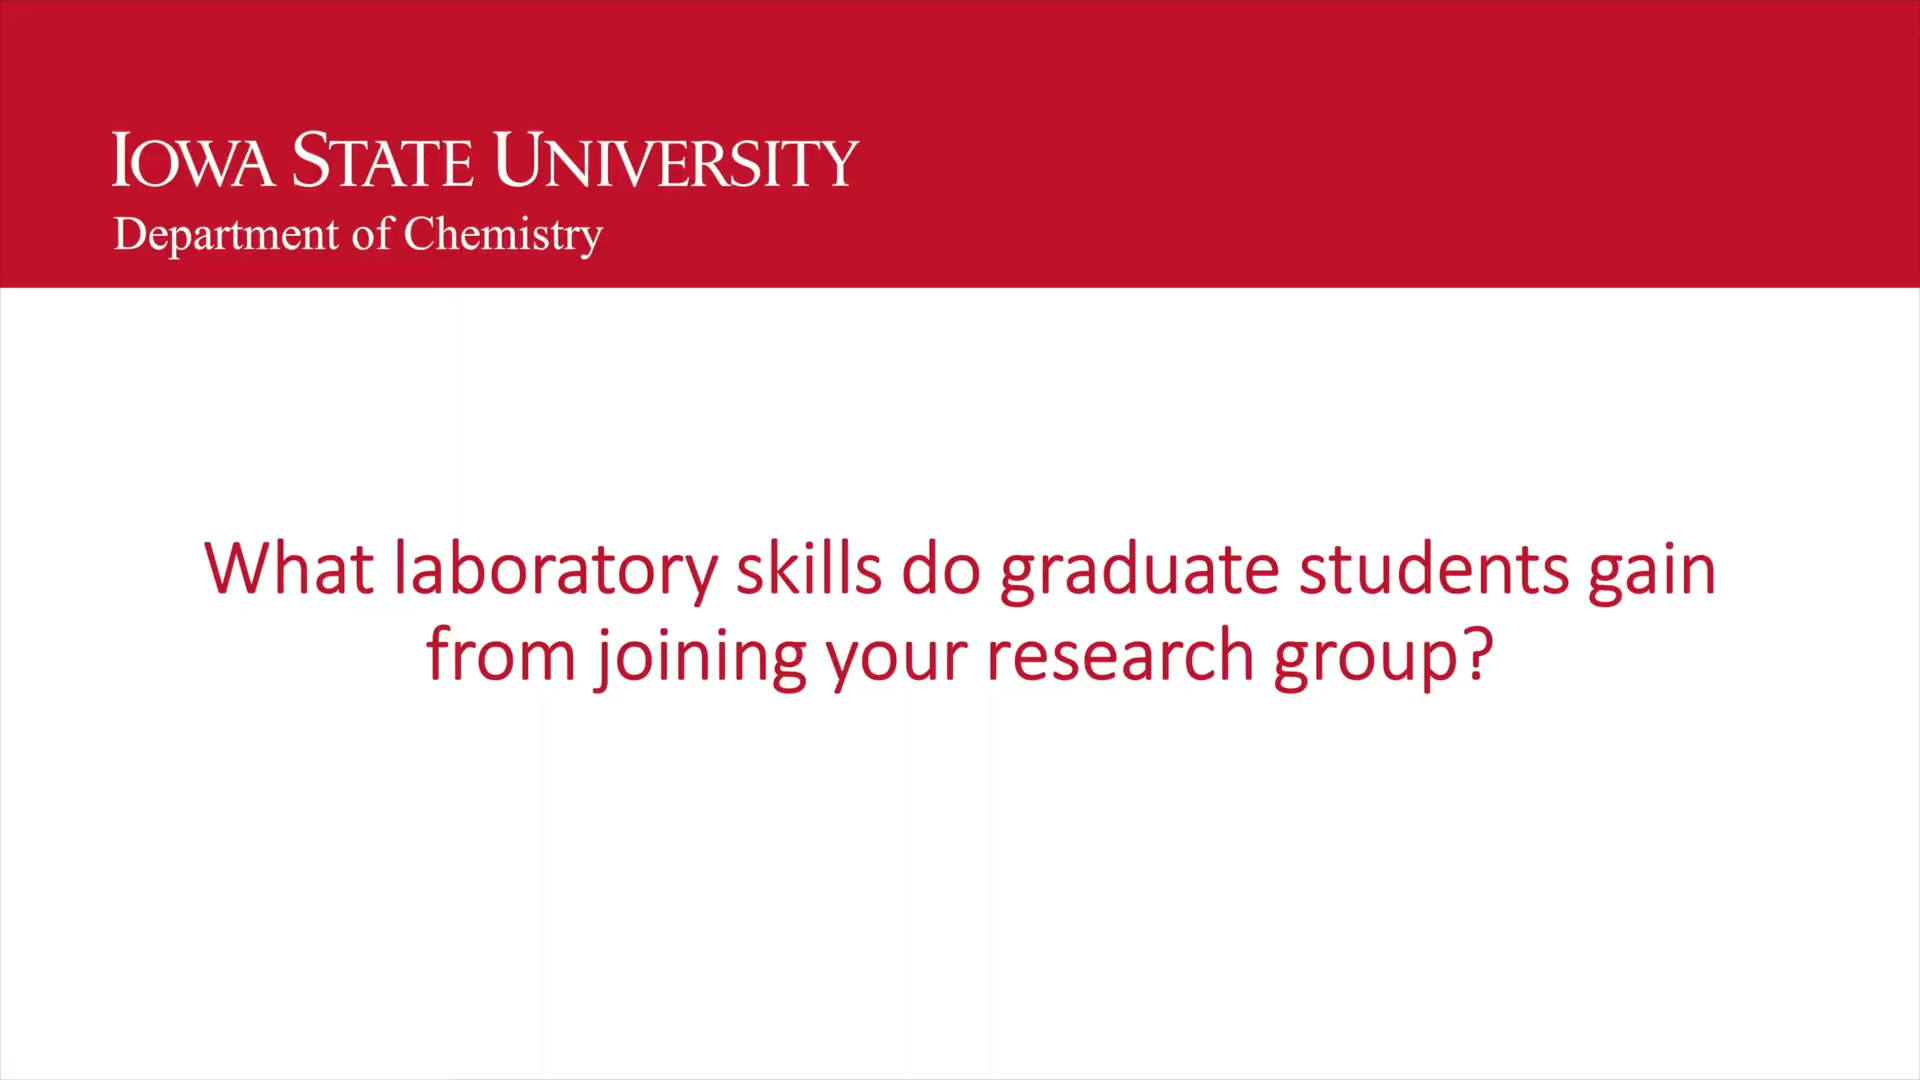 IOWA STATE UNIVERSITY
Department of Chemistry
What laboratory skills do graduate students gain
from joining your research group?